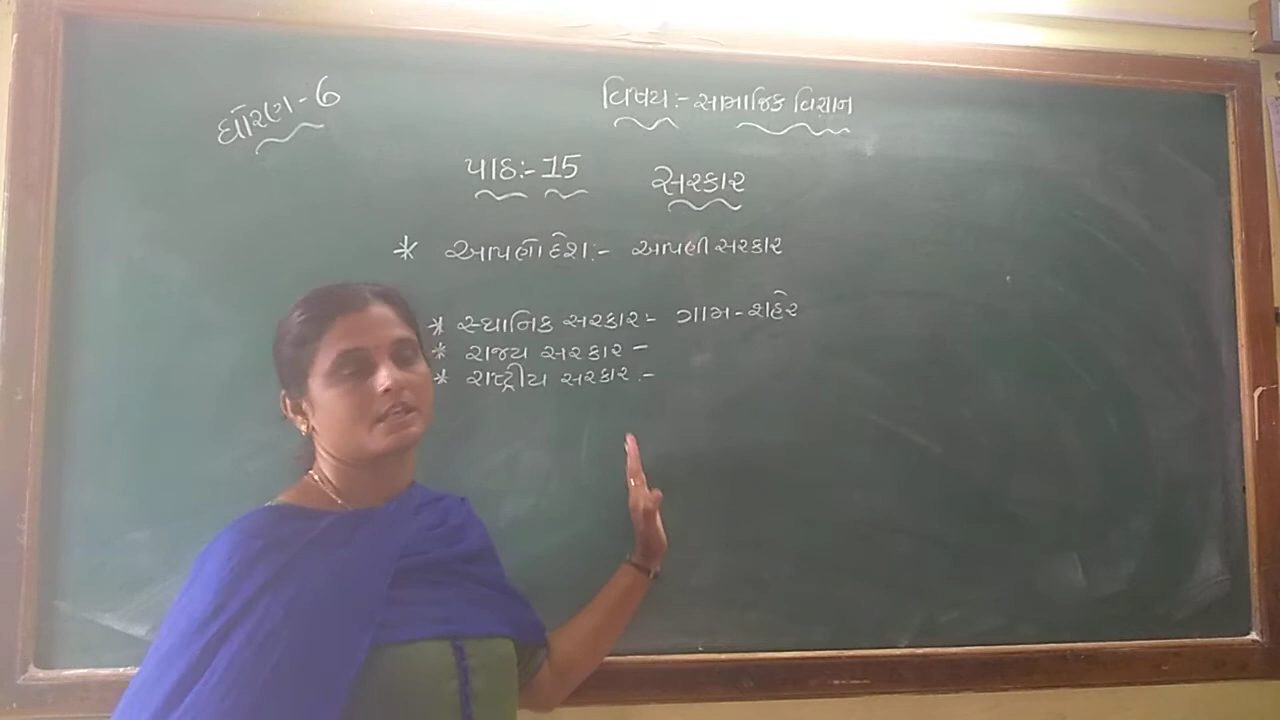 ધોરણ - 6
વિષય :- સામાજિક વિજ્ઞાન
પાઠ :- 15 સરકાર
* આપણો દેશ :- આપણી સરકાર
* સ્થાનિક સરકાર :- ગામ - શહેર
* રાજ્ય સરકાર -
* રાષ્ટ્રીય સરકાર :-